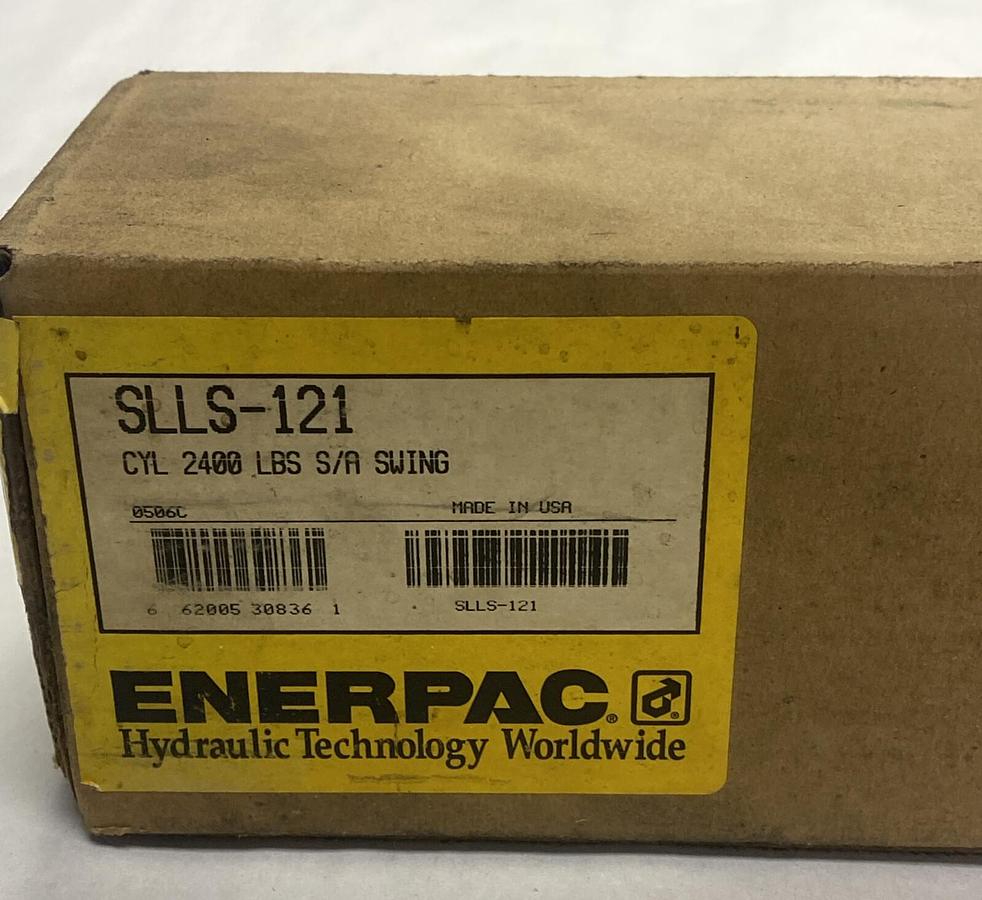 SLLS-121
CYL 2400 LBS S/A SWING
0506C MADE IN USA
6 62005 30836 1 SLLS-121
ENERPAC®
Hydraulic Technology Worldwide